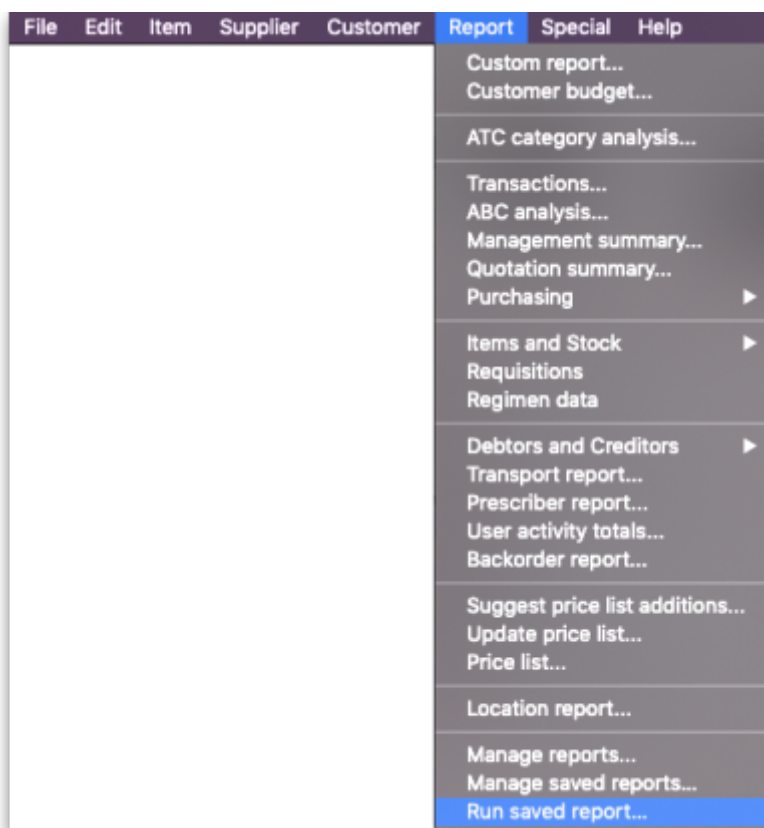 File Edit Item Supplier Customer Report Special Help
Custom report...
Customer budget...
ATC category analysis...
Transactions...
ABC analysis...
Management summary...
Quotation summary...
Purchasing
Items and Stock
Requisitions
Regimen data
Debtors and Creditors
Transport report...
Prescriber report...
User activity totals...
Backorder report...
Suggest price list additions...
Update price list...
Price list...
Location report...
Manage reports...
Manage saved reports...
Run saved report...